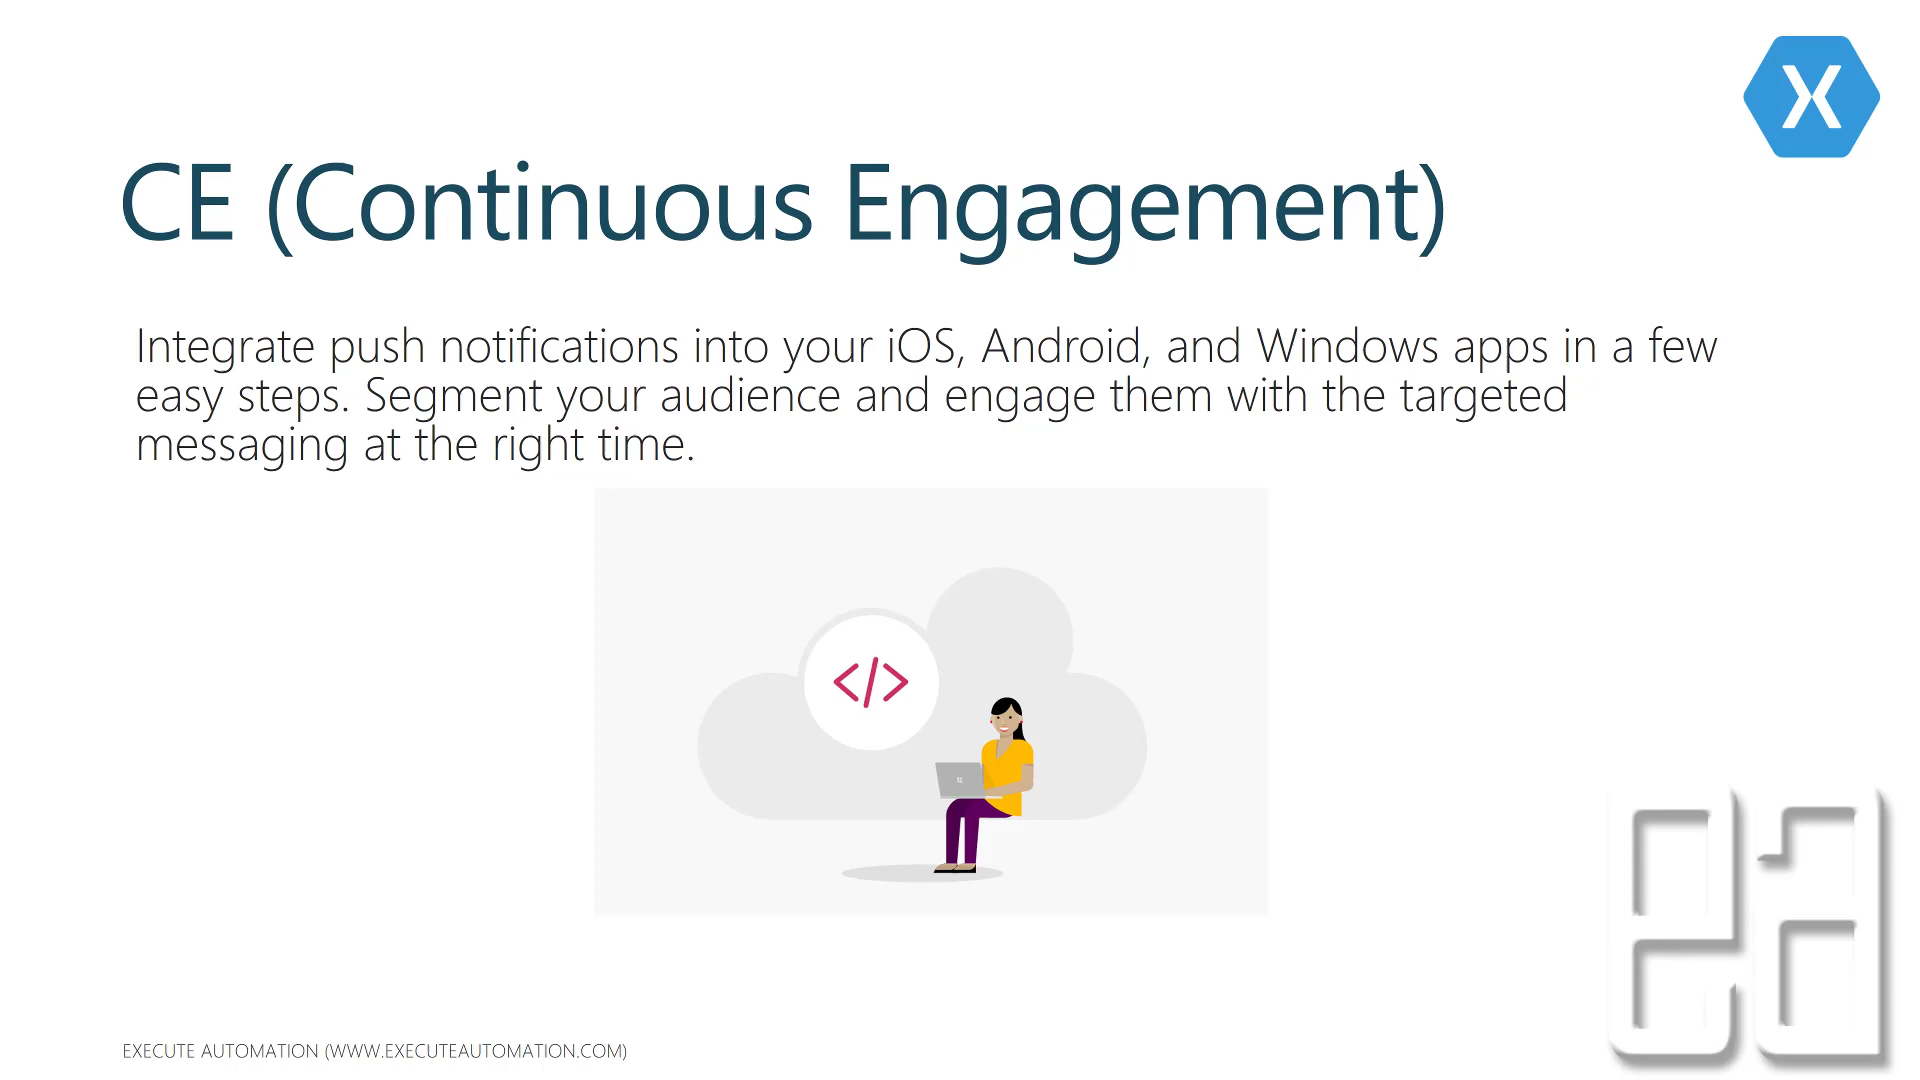 CE (Continuous Engagement)
Integrate push notifications into your iOS, Android, and Windows apps in a few
easy steps. Segment your audience and engage them with the targeted
messaging at the right time.
</>
ea
EXECUTE AUTOMATION (WWW.EXECUTEAUTOMATION.COM)